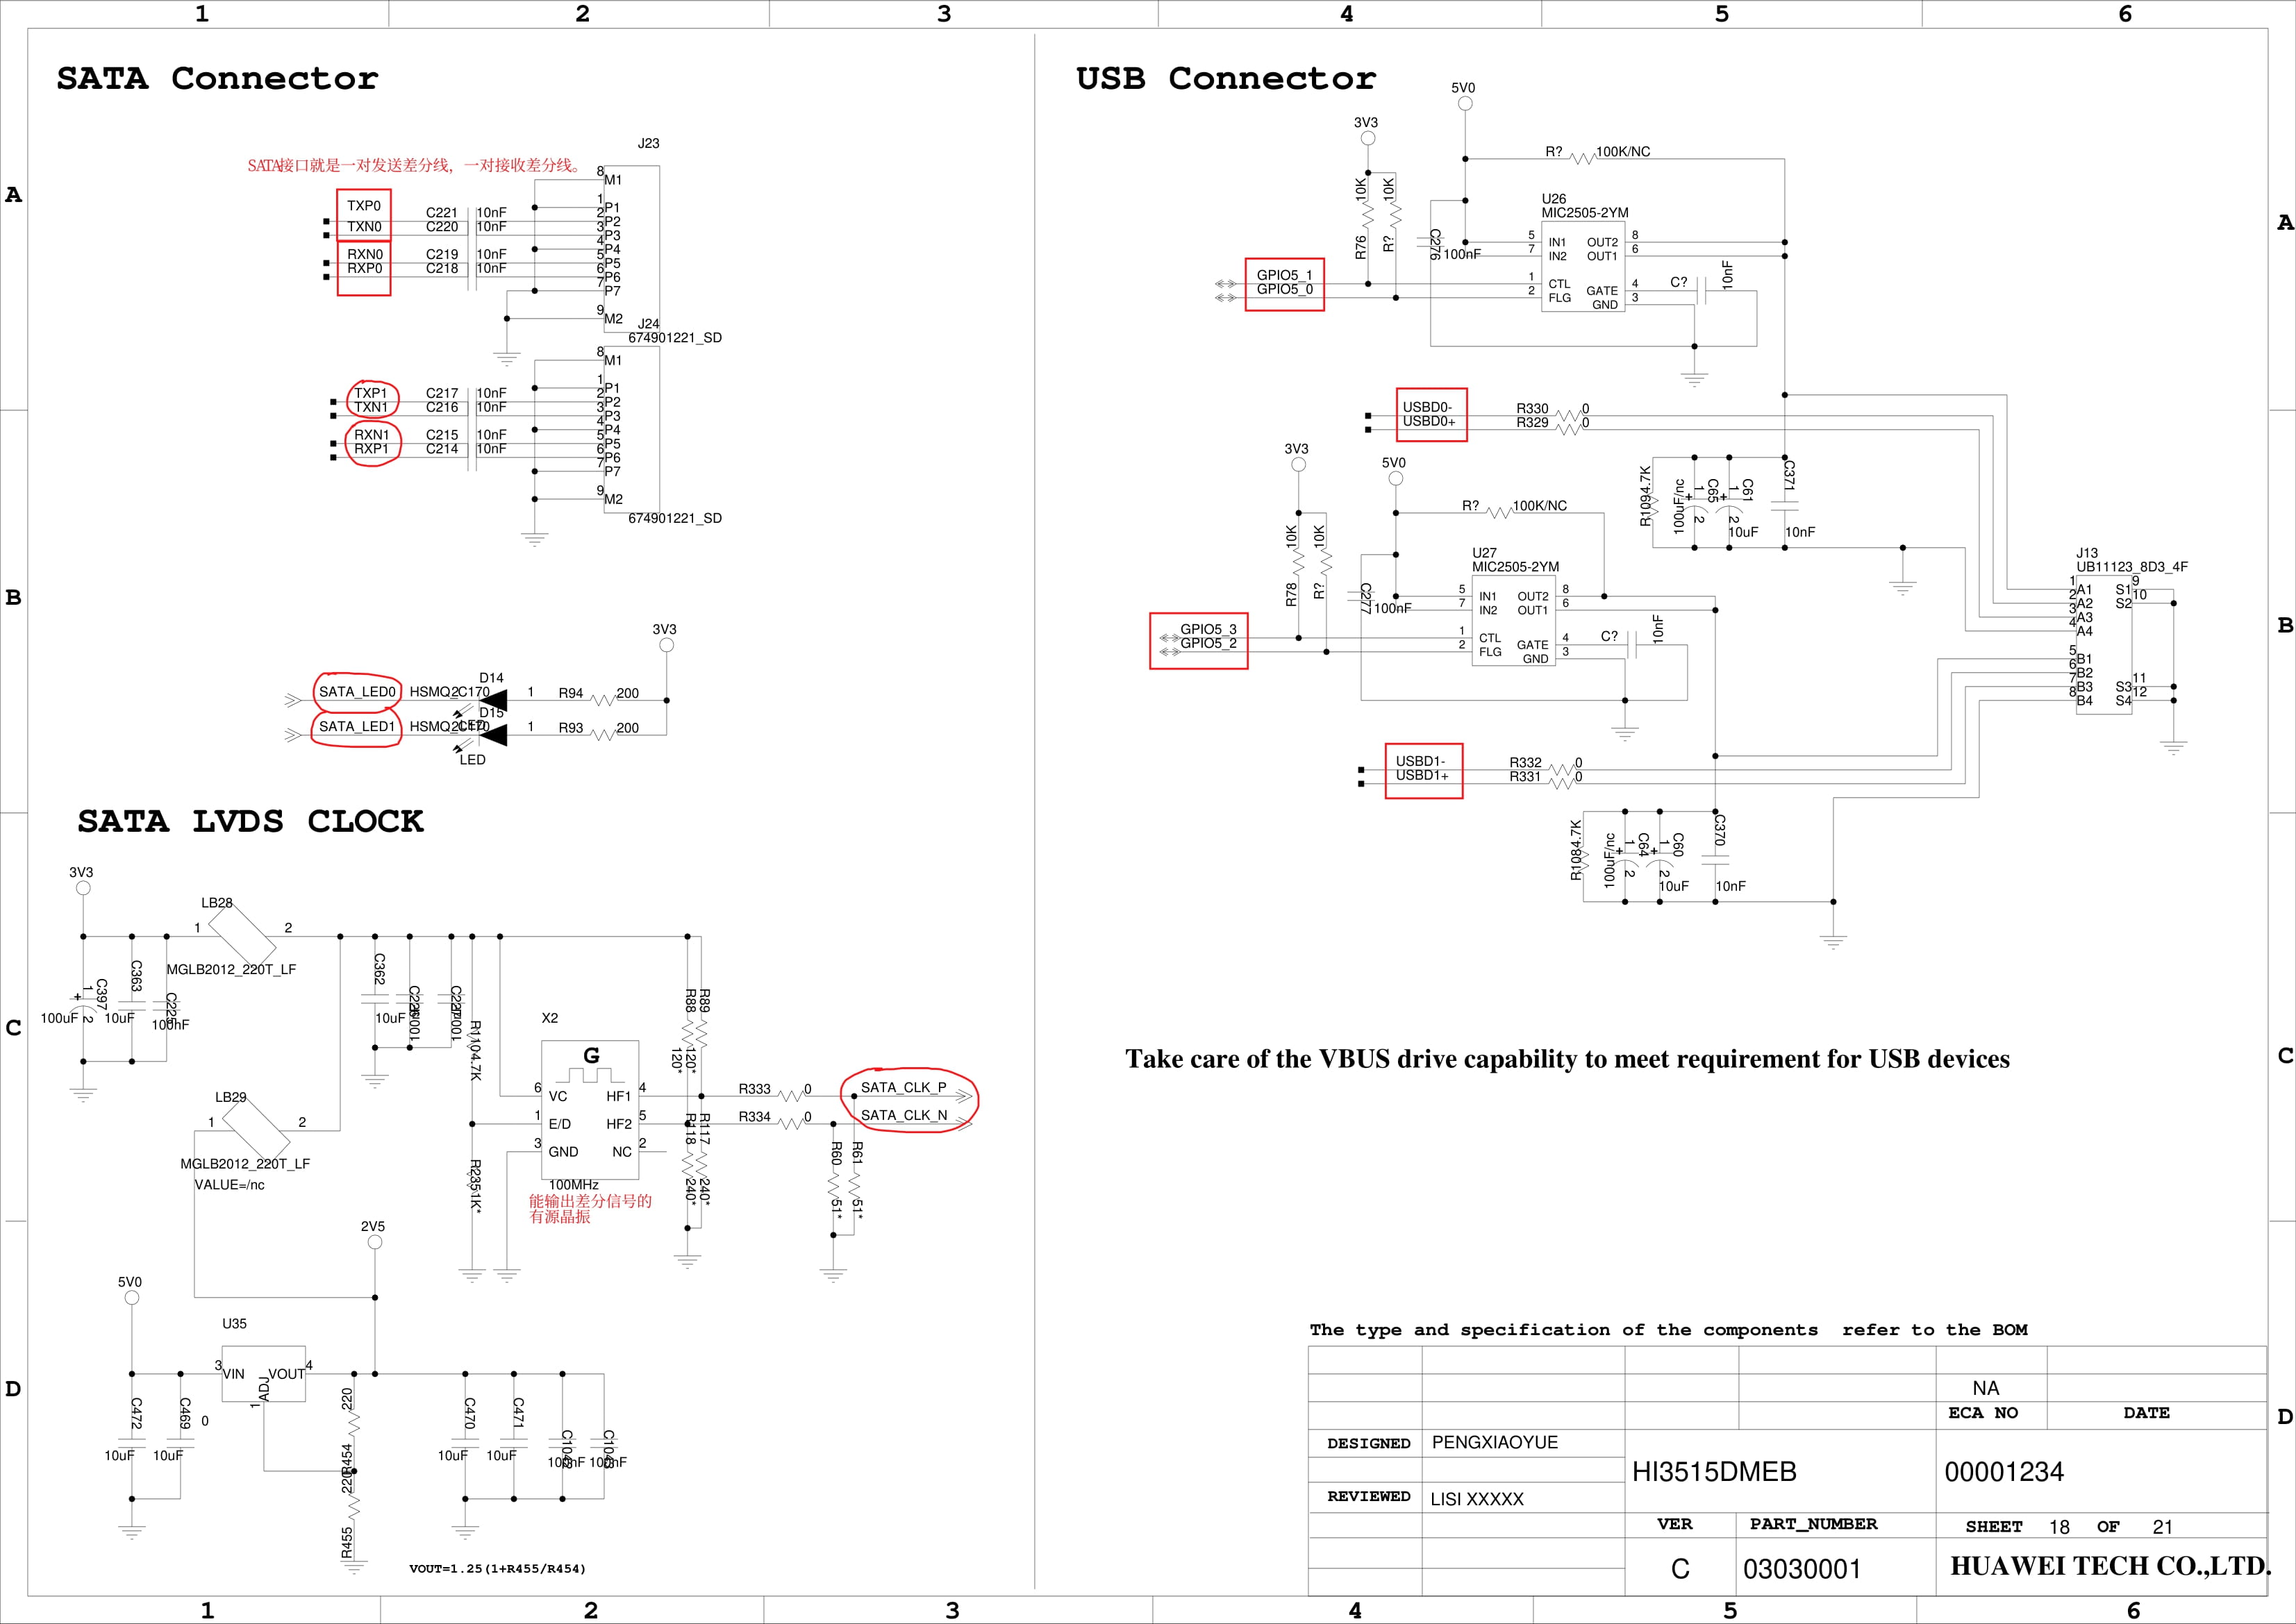 1 2 3 4 5 6
SATA Connector
SATA接口就是一对发送差分线，一对接收差分线。
J23
TXP0
TXN0
RXN0
RXP0
C221 10nF
C220 10nF
C219 10nF
C218 10nF
8 M1
1 P1
2 P2
3 P3
4 P4
5 P5
6 P6
7 P7
9 M2
J24
674901221_SD
TXP1
TXN1
RXN1
RXP1
C217 10nF
C216 10nF
C215 10nF
C214 10nF
8 M1
1 P1
2 P2
3 P3
4 P4
5 P5
6 P6
7 P7
9 M2
674901221_SD
3V3
SATA_LED0 HSMQ2C170 D14 1 R94 200
LED
SATA_LED1 HSMQ2C170 D15 1 R93 200
LED
SATA LVDS CLOCK
3V3
LB28
1 2
MGLB2012_220T_LF
C397 1 + 2 100uF
C363 10uF
C225 100nF
C362 10uF
C226
C227
R110 4.7K
R235 1K*
LB29
1 2
MGLB2012_220T_LF
VALUE=/nc
X2
G
6 VC HF1 4
1 E/D HF2 5
3 GND NC 2
100MHz
能输出差分信号的
有源晶振
R88 120*
R89 120*
R118 240*
R117 240*
R333 0 SATA_CLK_P
R334 0 SATA_CLK_N
R60 51*
R61 51*
2V5
5V0
U35
3 VIN VOUT 4
ADJ 1
C472 10uF
C469 10uF
0
220
R454
220
R455
C470 10uF
C471 10uF
C1042 100nF
C1043 100nF
VOUT=1.25(1+R455/R454)
USB Connector
5V0
3V3
R? 100K/NC
10K R76
10K R?
C276 100nF
U26
MIC2505-2YM
5 IN1 OUT2 8
7 IN2 OUT1 6
1 CTL GATE 4
2 FLG GND 3
C? 10nF
GPIO5_1
GPIO5_0
USBD0- R330 0
USBD0+ R329 0
R109 4.7K
100uF/nc C65 1 + 2
C61 1 + 2 10uF
C371 10nF
3V3
5V0
R? 100K/NC
10K R78
10K R?
C277 100nF
U27
MIC2505-2YM
5 IN1 OUT2 8
7 IN2 OUT1 6
1 CTL GATE 4
2 FLG GND 3
C? 10nF
GPIO5_3
GPIO5_2
USBD1- R332 0
USBD1+ R331 0
R108 4.7K
100uF/nc C64 1 + 2
C60 1 + 2 10uF
C370 10nF
J13
UB11123_8D3_4F
1 A1 S1 9
2 A2 S2 10
3 A3
4 A4
5 B1
6 B2
7 B3 S3 11
8 B4 S4 12
Take care of the VBUS drive capability to meet requirement for USB devices
The type and specification of the components refer to the BOM
NA
ECA NO DATE
DESIGNED PENGXIAOYUE
HI3515DMEB 00001234
REVIEWED LISI XXXXX
VER PART_NUMBER SHEET 18 OF 21
C 03030001 HUAWEI TECH CO.,LTD.
A B C D
A B C D
1 2 3 4 5 6